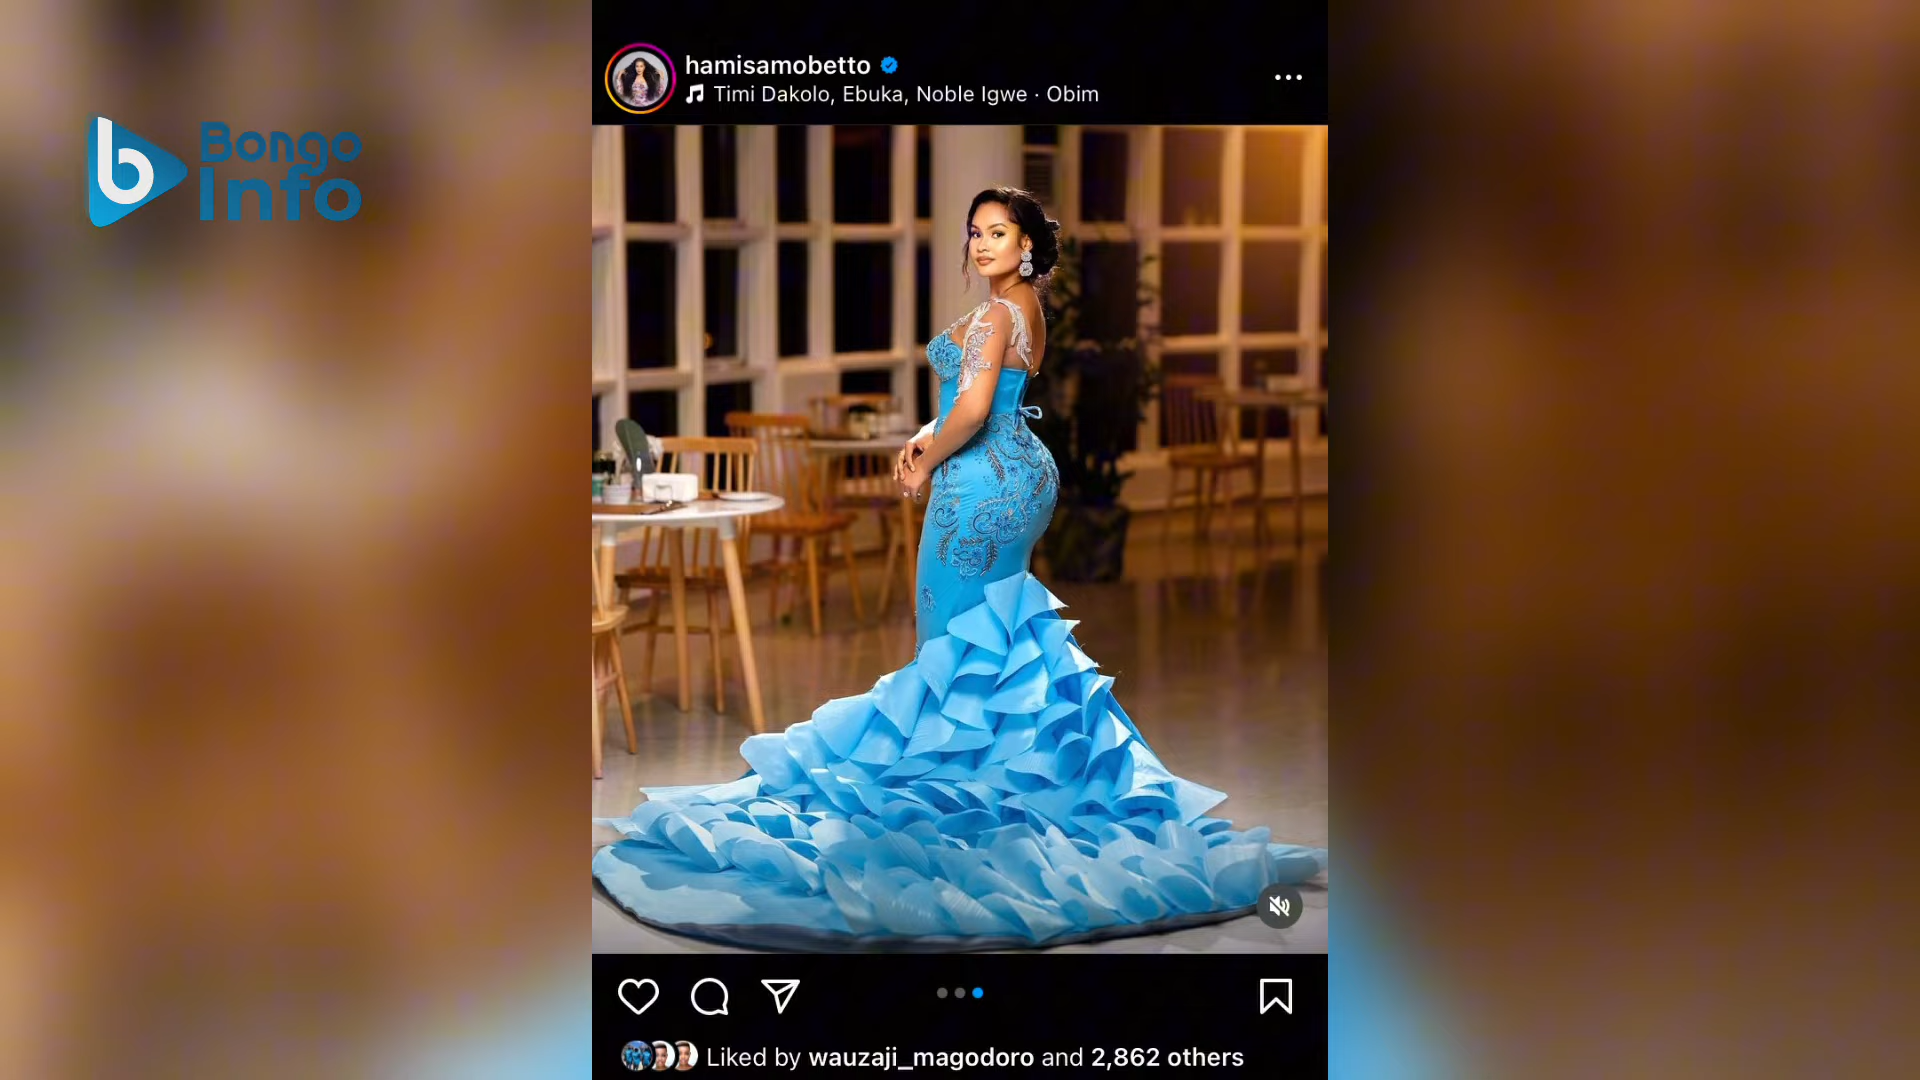 Bongo
Info
hamisamobetto
Timi Dakolo, Ebuka, Noble Igwe · Obim
Liked by wauzaji_magodoro and 2,862 others